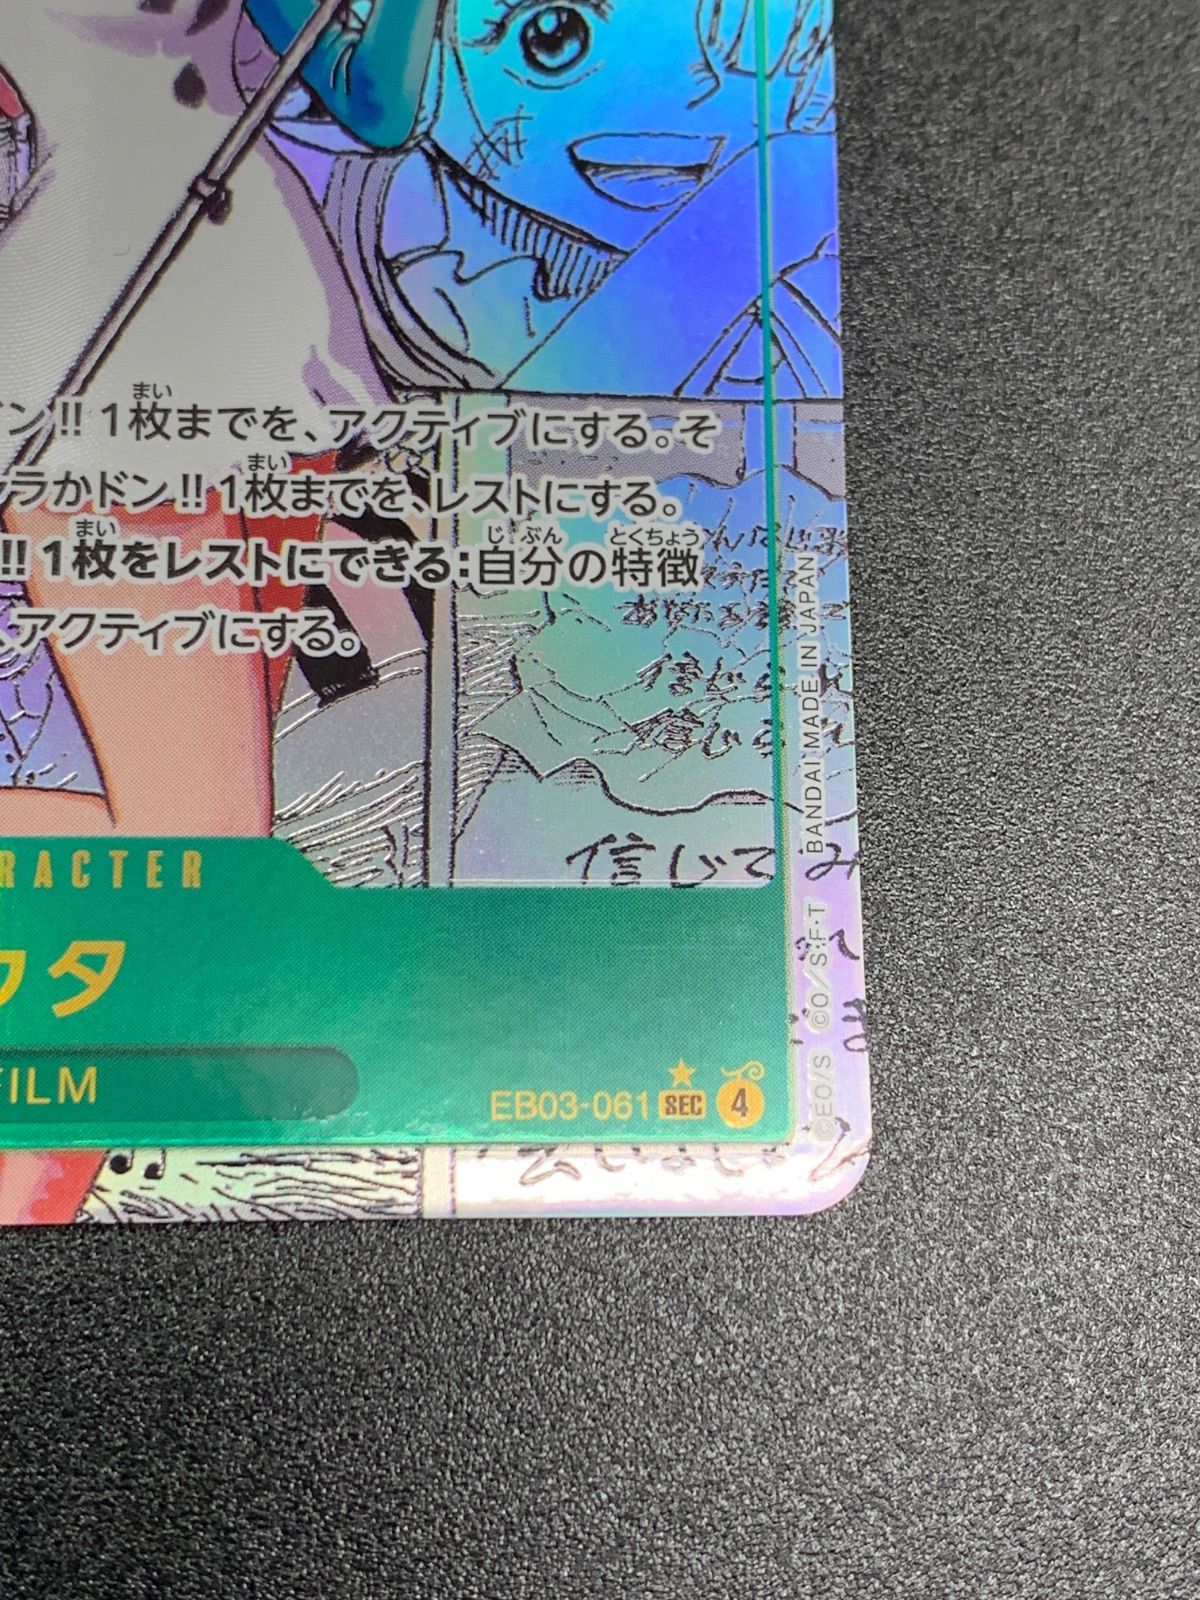 ン!! 1枚までを、アクティブにする。そ
ラかドン!! 1枚までを、レストにする。
!! 1枚をレストにできる:自分の特徴
、アクティブにする。
信じてみ
BANDAI MADE IN JAPAN
©EO/S ©O/S.F.T
RACTER
ウタ
FILM
EB03-061 SEC 4